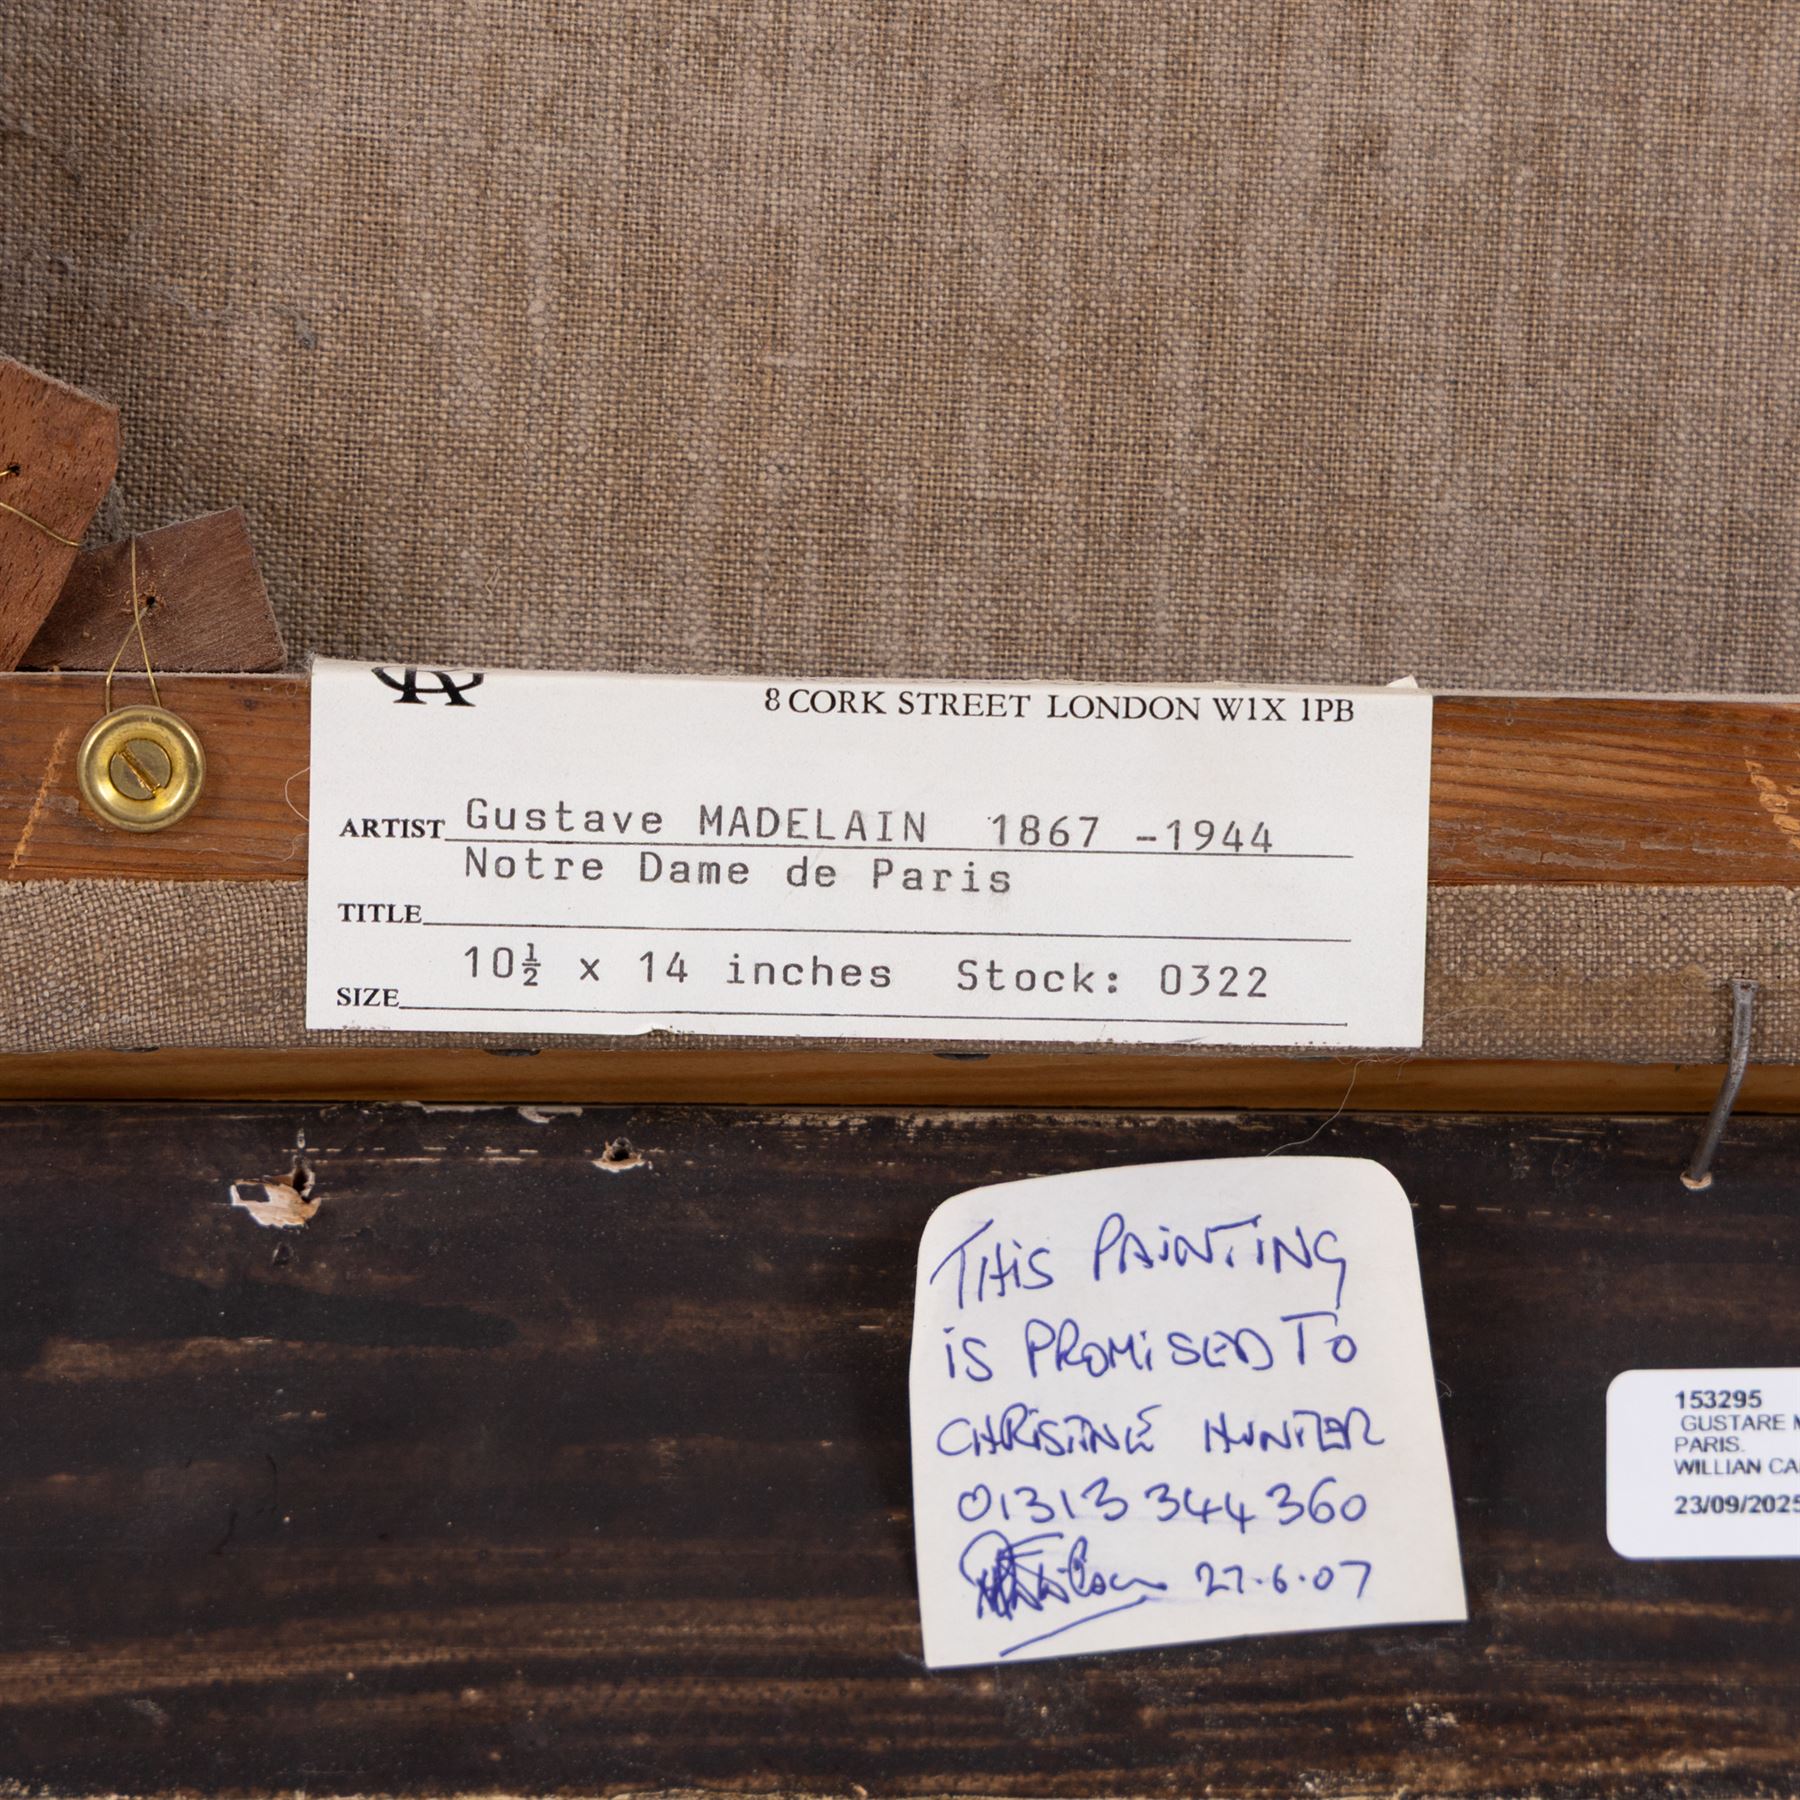 8 CORK STREET LONDON W1X 1PB
ARTIST Gustave MADELAIN 1867 -1944
Notre Dame de Paris
TITLE
10½ x 14 inches Stock: 0322
SIZE
THIS PAINTING
IS PROMISED TO
CHRISTINE HUNTER
01313 344 360
27.6.07
153295
GUSTARE
PARIS.
WILLIAN
23/09/2025